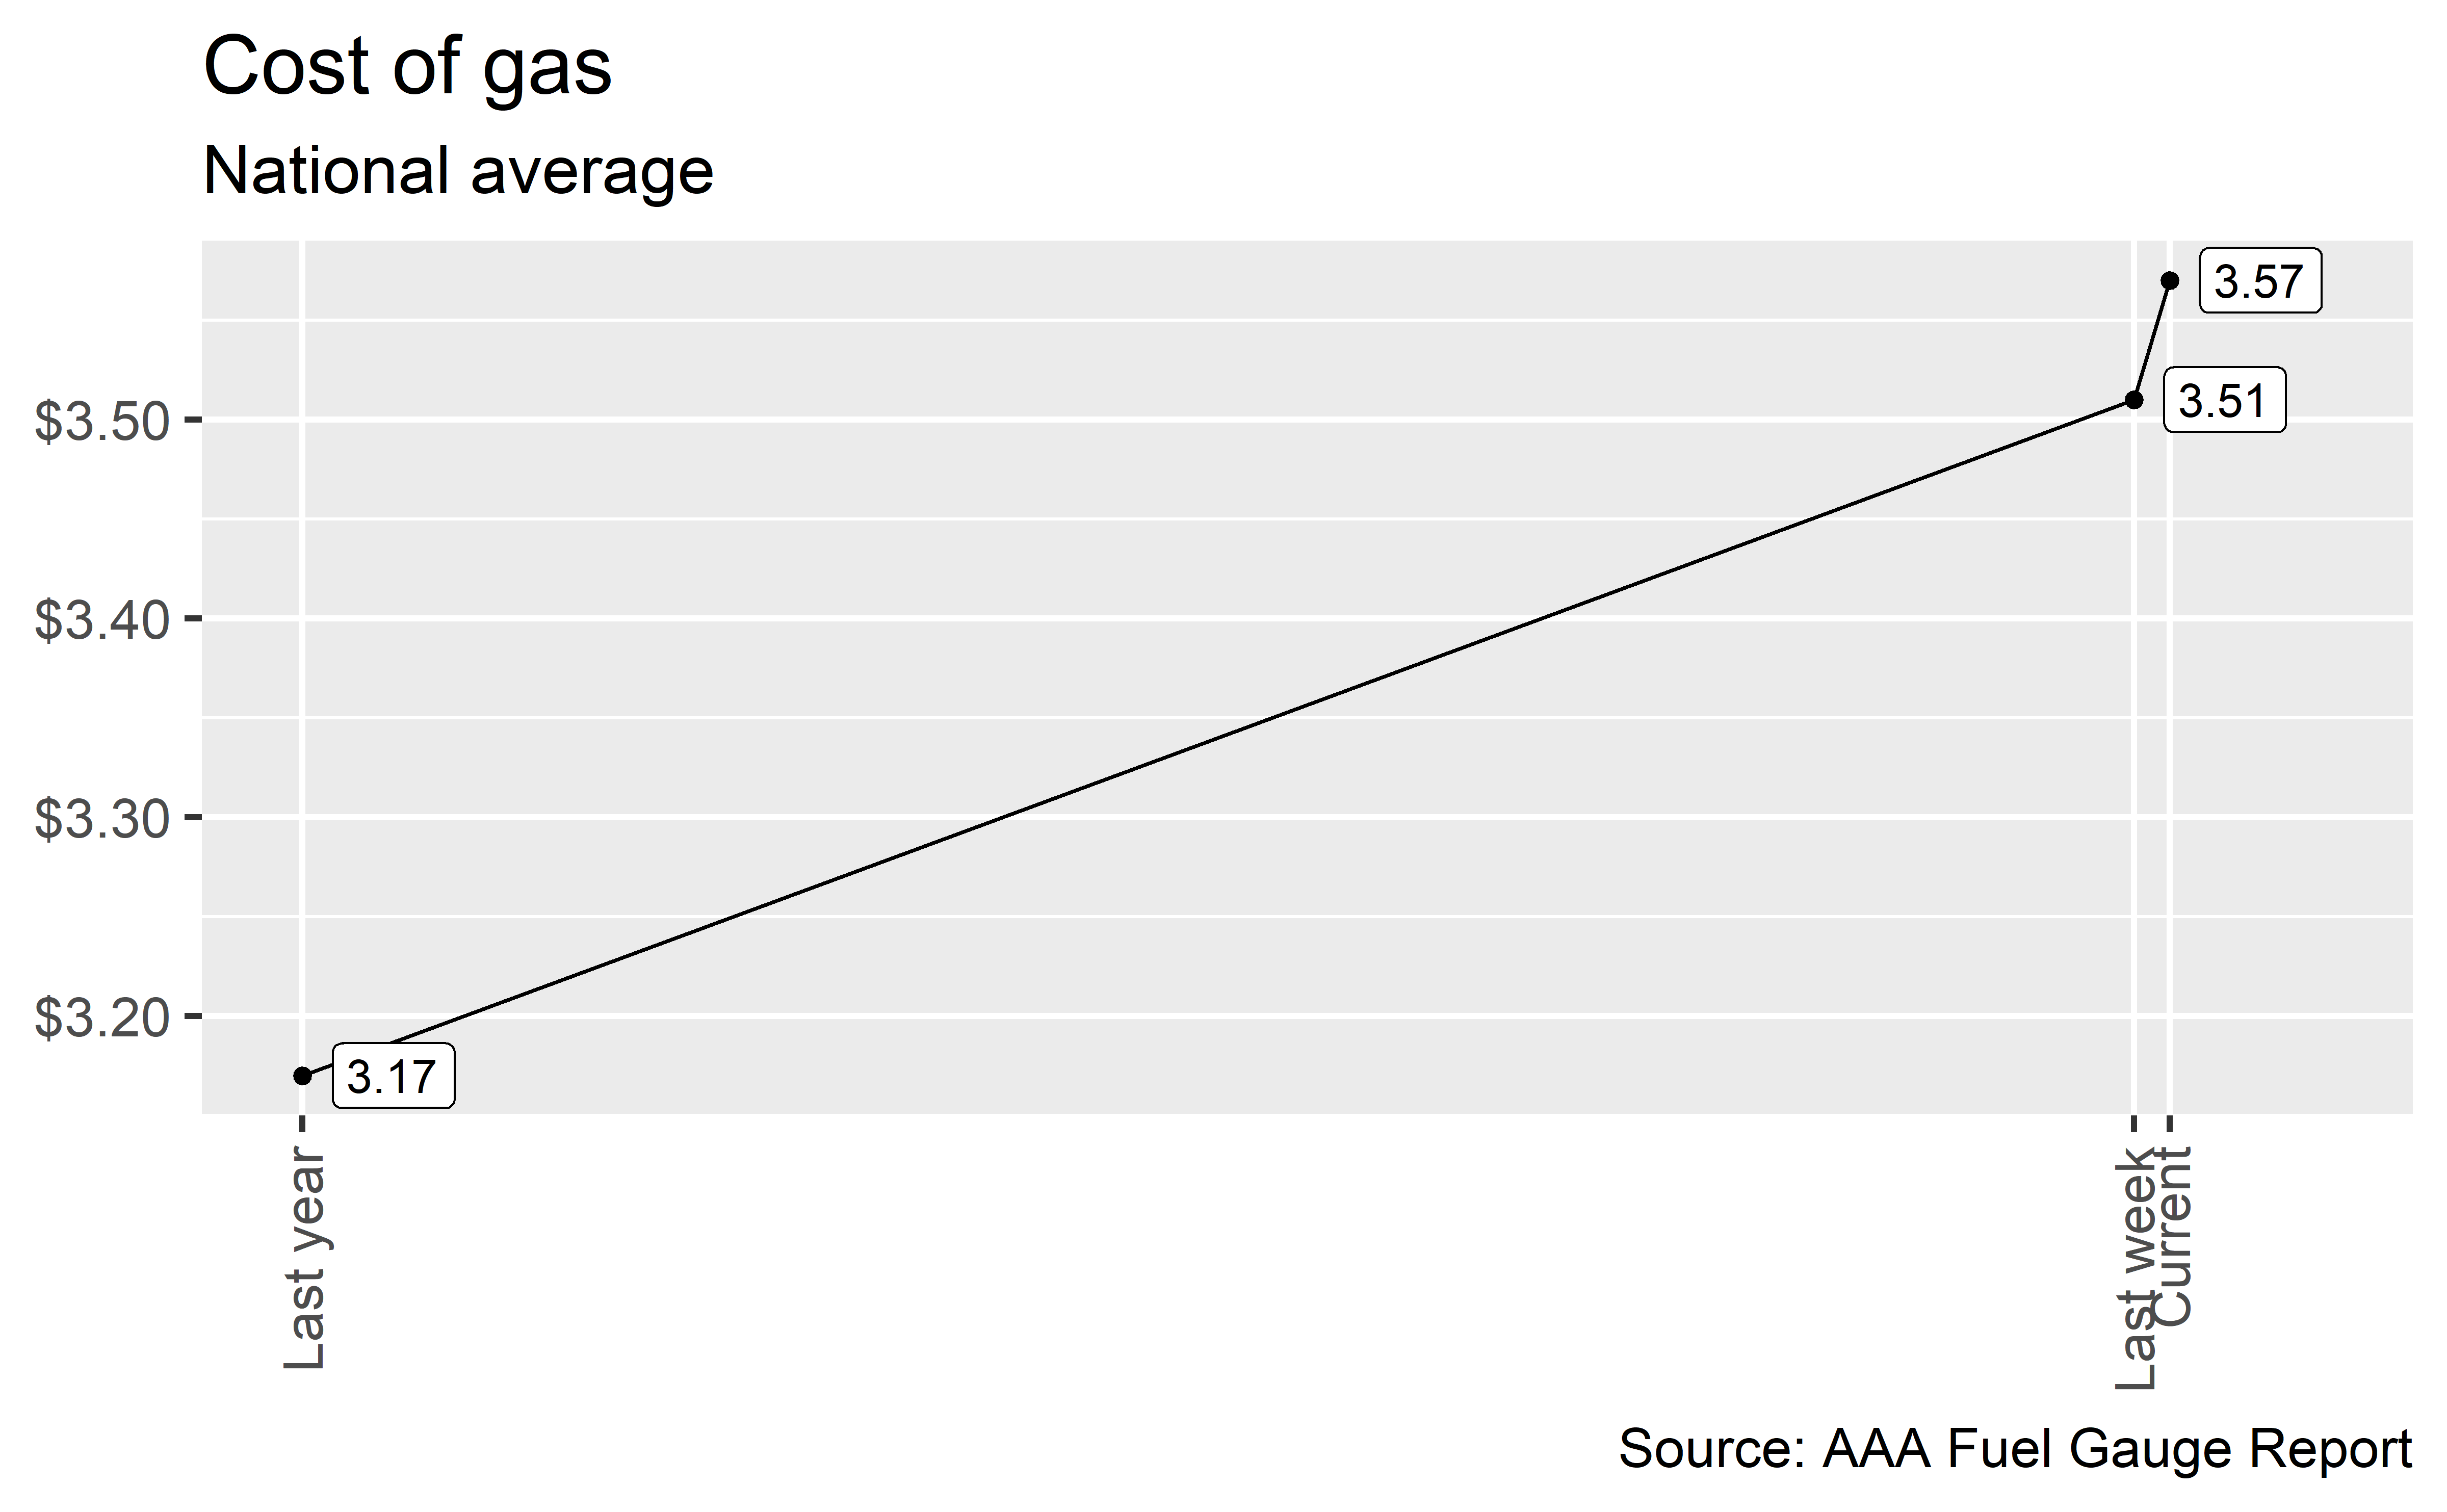 Cost of gas
National average
3.57
3.51
$3.50
$3.40
$3.30
$3.20
3.17
Last year
Last week
Current
Source: AAA Fuel Gauge Report